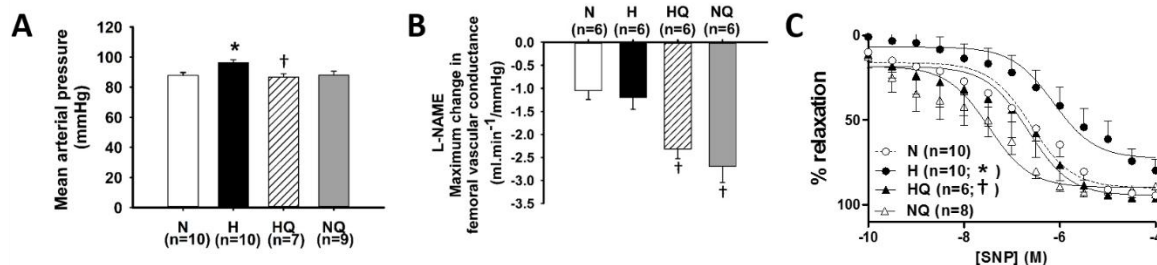 A
Mean arterial pressure
(mmHg)
120
100
80
60
40
20
0
*
†
N
H
HQ
NQ
(n=10)
(n=10)
(n=7)
(n=9)
B
N
H
HQ
NQ
(n=6)
(n=6)
(n=6)
(n=6)
L-NAME
Maximum change in
femoral vascular conductance
(ml.min⁻¹/mmHg)
0.0
-0.5
-1.0
-1.5
-2.0
-2.5
-3.0
-3.5
†
†
C
% relaxation
0
50
100
N (n=10)
H (n=10; * )
HQ (n=6; † )
NQ (n=8)
-10
-8
-6
-4
[SNP] (M)